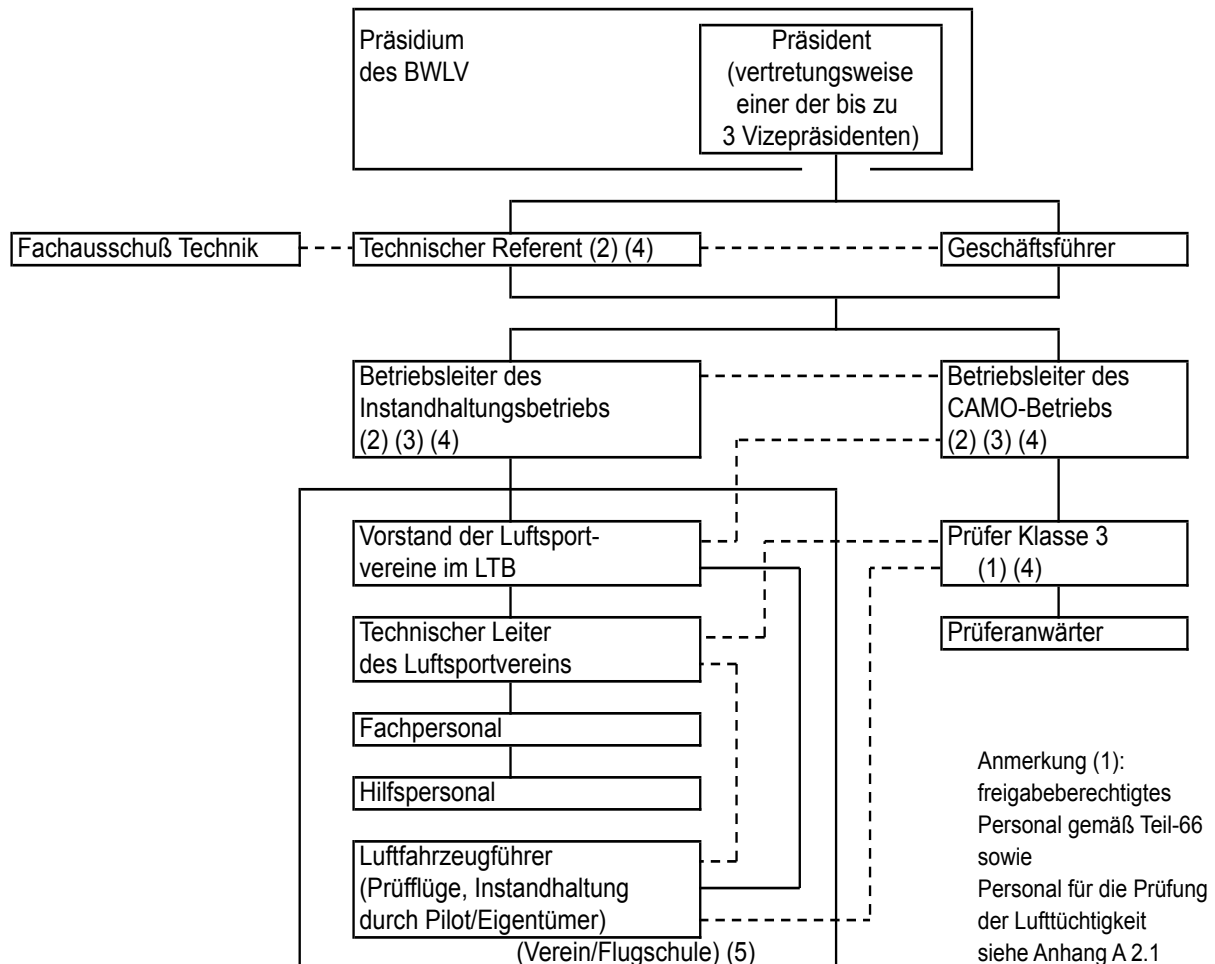 Präsidium
des BWLV
Präsident
(vertretungsweise
einer der bis zu
3 Vizepräsidenten)
Fachausschuß Technik
Technischer Referent (2) (4)
Geschäftsführer
Betriebsleiter des
Instandhaltungsbetriebs
(2) (3) (4)
Betriebsleiter des
CAMO-Betriebs
(2) (3) (4)
Vorstand der Luftsport-
vereine im LTB
Prüfer Klasse 3
(1) (4)
Technischer Leiter
des Luftsportvereins
Prüferanwärter
Fachpersonal
Hilfspersonal
Luftfahrzeugführer
(Prüfflüge, Instandhaltung
durch Pilot/Eigentümer)
(Verein/Flugschule) (5)
Anmerkung (1):
freigabeberechtigtes
Personal gemäß Teil-66
sowie
Personal für die Prüfung
der Lufttüchtigkeit
siehe Anhang A 2.1